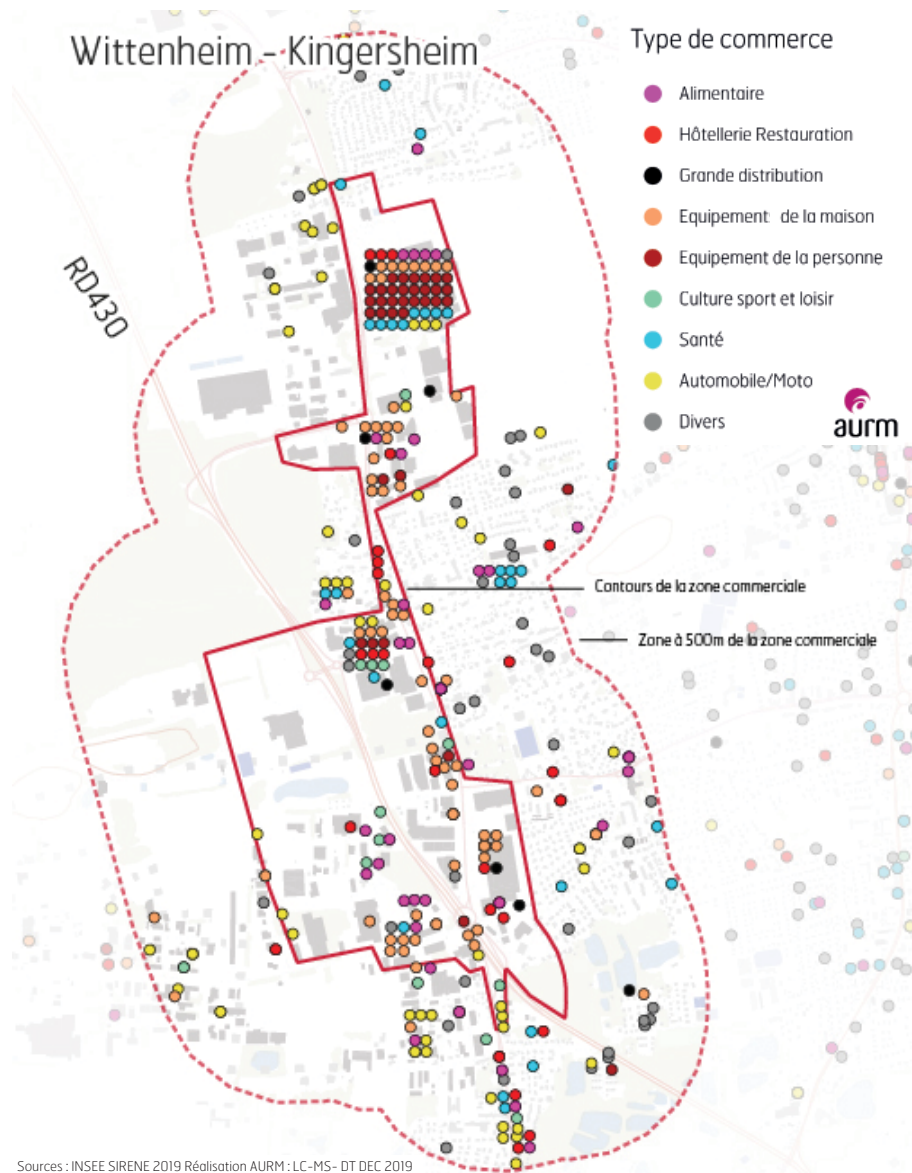 Wittenheim - Kingersheim
Type de commerce
Alimentaire
Hôtellerie Restauration
Grande distribution
Equipement de la maison
Equipement de la personne
Culture sport et loisir
Santé
Automobile/Moto
Divers
aurm
RD430
Contours de la zone commerciale
Zone à 500m de la zone commerciale
Sources : INSEE SIRENE 2019 Réalisation AURM : LC-MS- DT DEC 2019